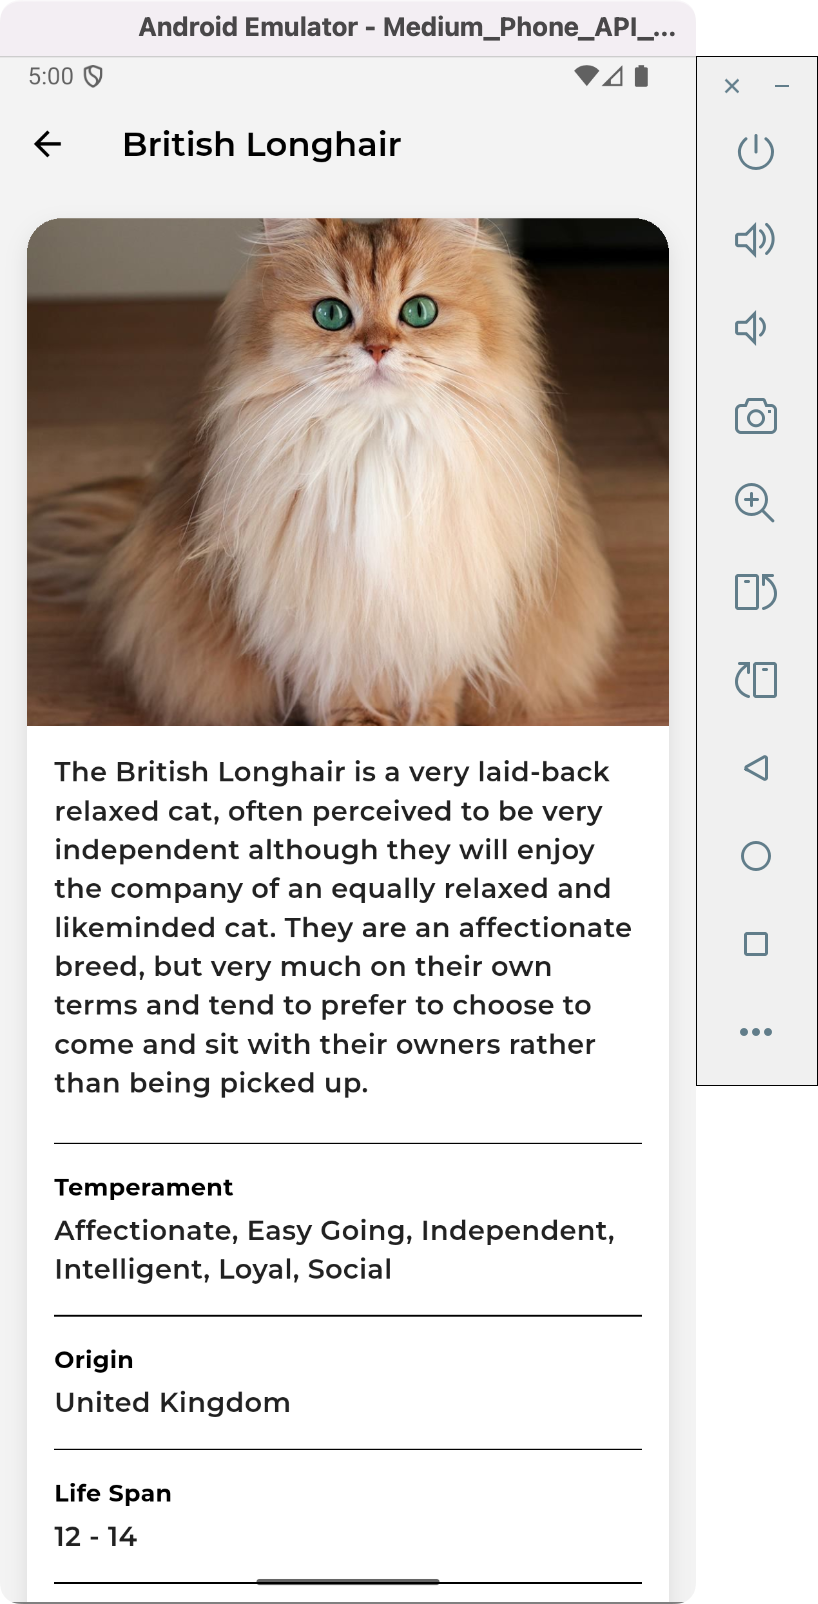 Android Emulator - Medium_Phone_API_...
5:00
British Longhair
The British Longhair is a very laid-back
relaxed cat, often perceived to be very
independent although they will enjoy
the company of an equally relaxed and
likeminded cat. They are an affectionate
breed, but very much on their own
terms and tend to prefer to choose to
come and sit with their owners rather
than being picked up.
Temperament
Affectionate, Easy Going, Independent,
Intelligent, Loyal, Social
Origin
United Kingdom
Life Span
12 - 14